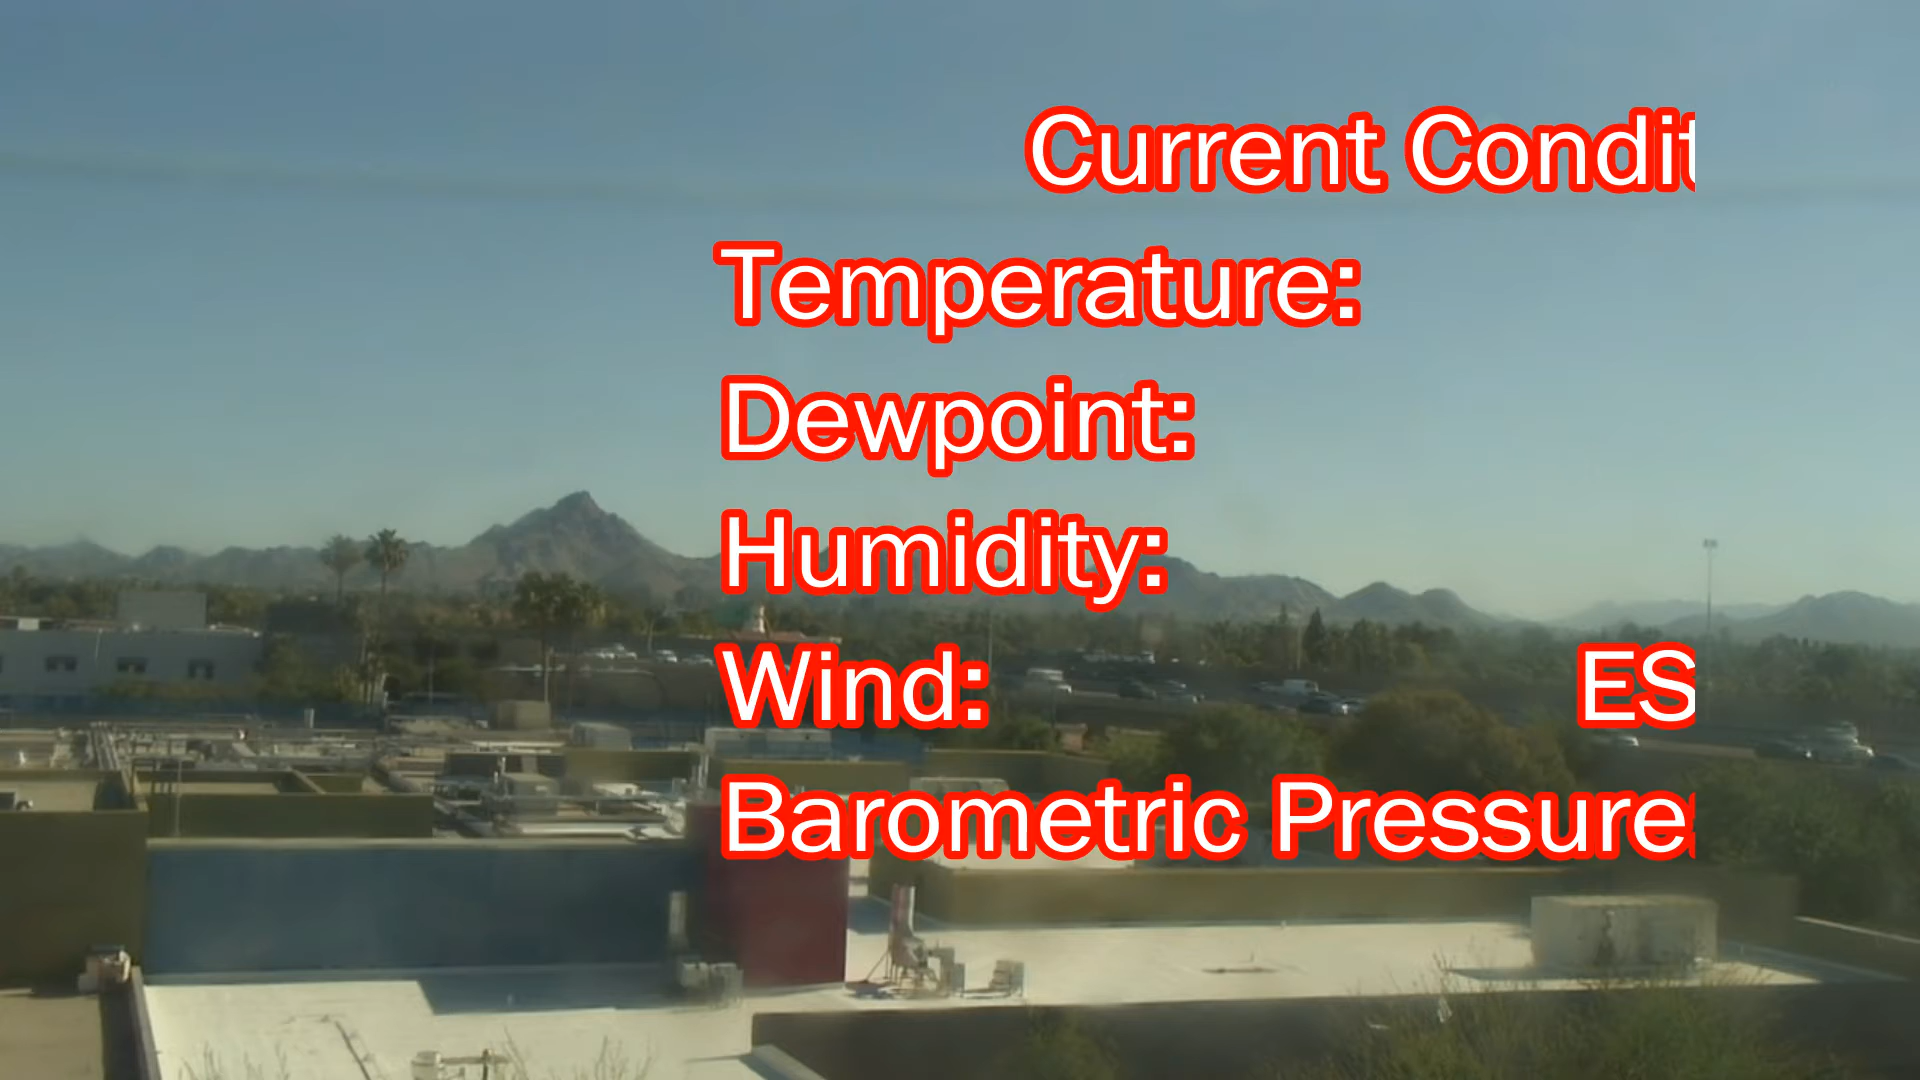 Current Condit
Temperature:
Dewpoint:
Humidity:
Wind: ES
Barometric Pressure: